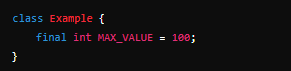 class Example {
    final int MAX_VALUE = 100;
}